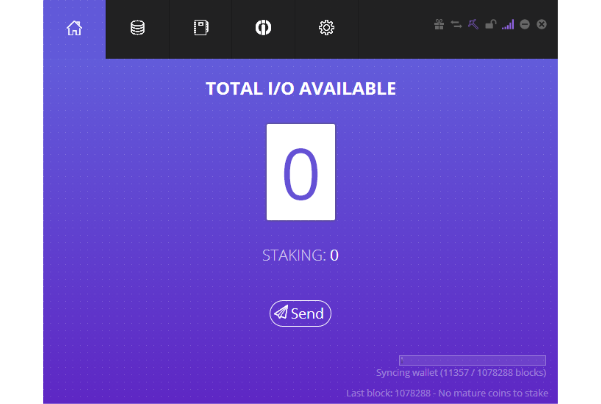 TOTAL I/O AVAILABLE
0
STAKING: 0
Send
Syncing wallet (11357 / 1078288 blocks)
Last block: 1078288 - No mature coins to stake